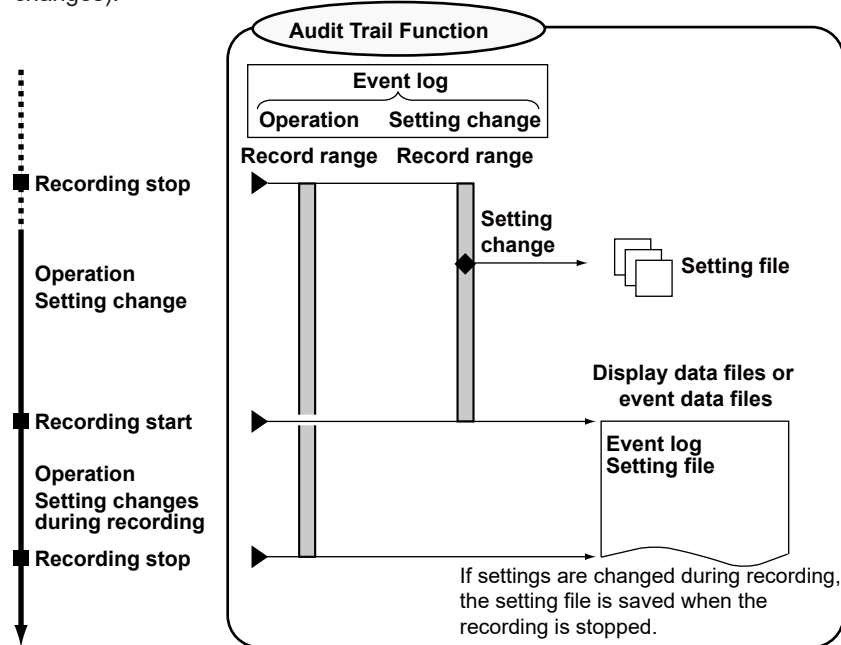 changes).
Audit Trail Function
Event log
Operation Setting change
Record range Record range
Recording stop
Setting
change
Setting file
Operation
Setting change
Display data files or
event data files
Recording start
Event log
Setting file
Operation
Setting changes
during recording
Recording stop
If settings are changed during recording,
the setting file is saved when the
recording is stopped.